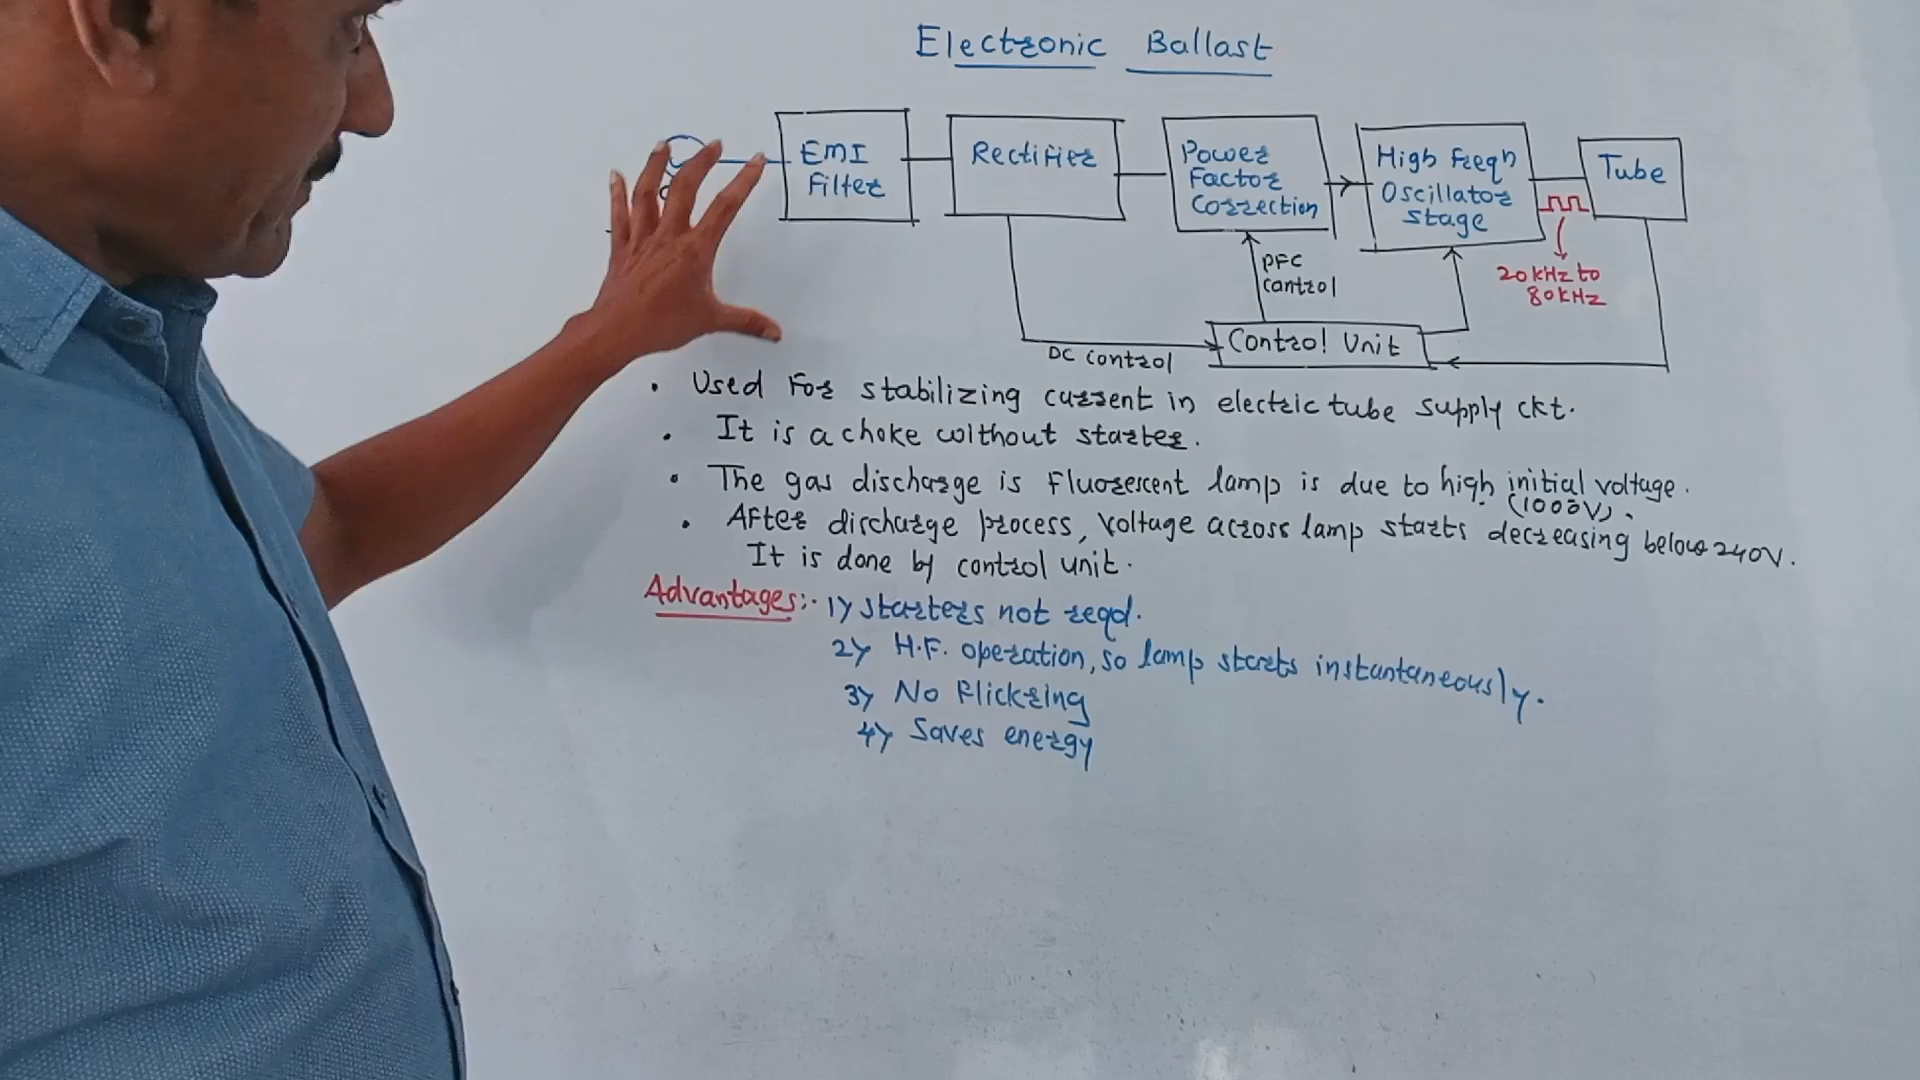 Electronic Ballast
EMI
Filter
Rectifier
Power
Factor
Correction
High Freqn
Oscillator
Stage
Tube
20kHz to
80kHz
PFC
control
Control Unit
DC control
• Used For stabilizing current in electric tube supply ckt.
• It is a choke without starter.
• The gas discharge is Fluorescent lamp is due to high initial voltage.
(1000V).
• After discharge process, voltage across lamp starts decreasing below 240V.
It is done by control unit.
Advantages:- 1) starters not reqd.
2) H.F. operation, so lamp starts instantaneously.
3) No Flickring
4) Saves energy